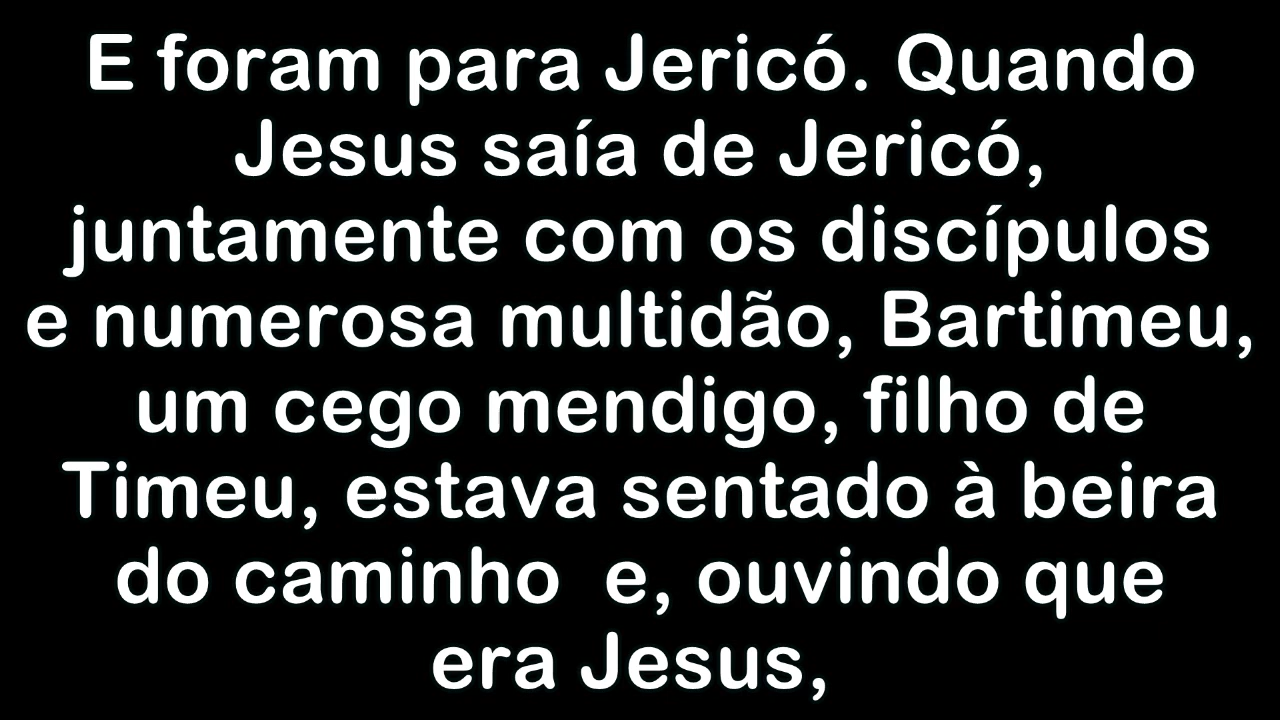 E foram para Jericó. Quando
Jesus saía de Jericó,
juntamente com os discípulos
e numerosa multidão, Bartimeu,
um cego mendigo, filho de
Timeu, estava sentado à beira
do caminho  e, ouvindo que
era Jesus,